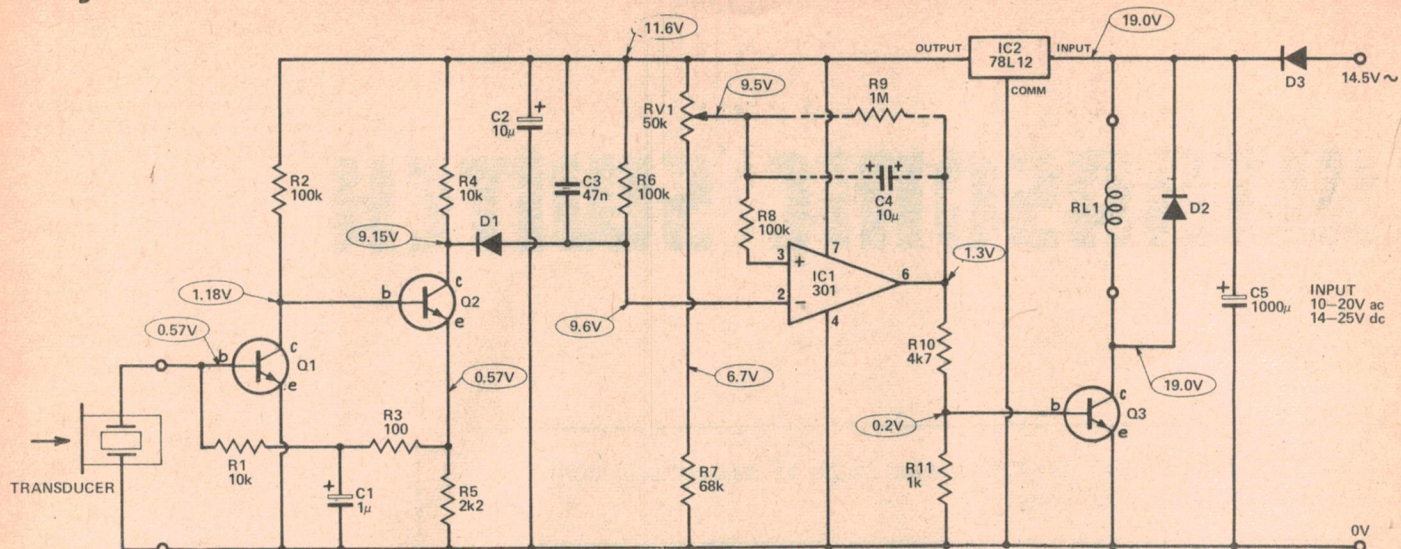 11.6V
19.0V
OUTPUT
IC2
78L12
INPUT
COMM
D3
14.5V ~
R9
1M
9.5V
RV1
50k
C2
10µ
+
R2
100k
R4
10k
C3
47n
R6
100k
+ +
C4
10µ
R8
100k
RL1
D2
9.15V
D1
7
3
+
IC1
301
6
1.3V
2
−
4
1.18V
b
c
Q2
e
9.6V
+
C5
1000µ
INPUT
10–20V ac
14–25V dc
0.57V
b
c
Q1
e
0.57V
6.7V
R10
4k7
19.0V
0.2V
b
c
Q3
e
R3
100
R1
10k
TRANSDUCER
+
C1
1µ
R5
2k2
R7
68k
R11
1k
0V